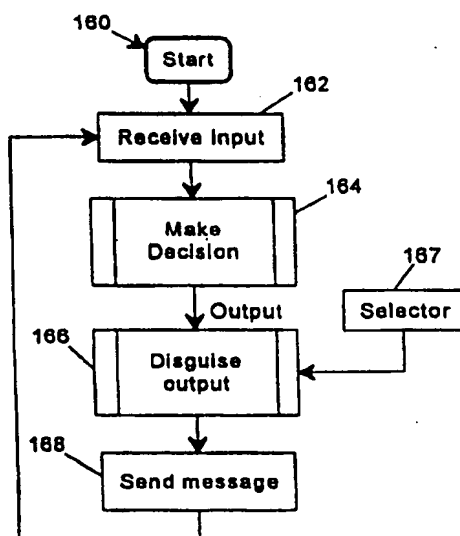 160
Start
162
Receive Input
164
Make
Decision
167
Output
Selector
166
Disguise
output
168
Send message